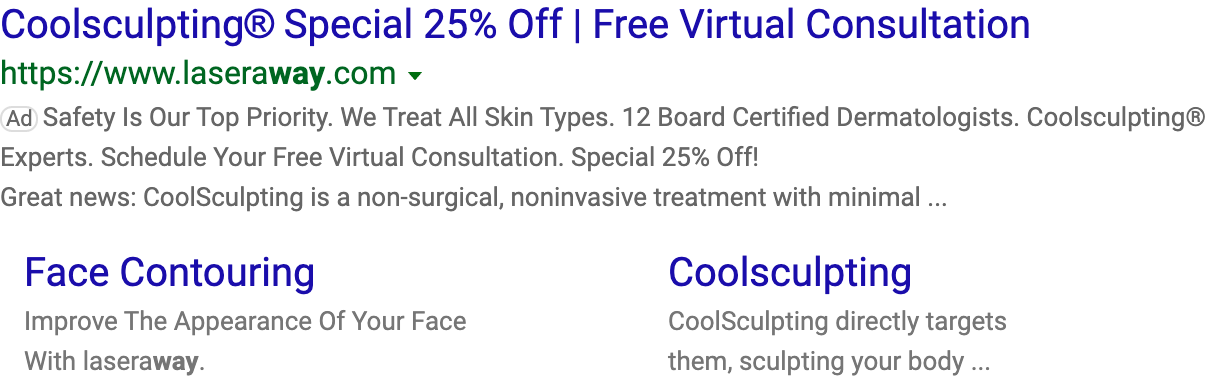 Coolsculpting® Special 25% Off | Free Virtual Consultation
https://www.laseraway.com
Ad Safety Is Our Top Priority. We Treat All Skin Types. 12 Board Certified Dermatologists. Coolsculpting®
Experts. Schedule Your Free Virtual Consultation. Special 25% Off!
Great news: CoolSculpting is a non-surgical, noninvasive treatment with minimal ...
Face Contouring
Improve The Appearance Of Your Face
With laseraway.
Coolsculpting
CoolSculpting directly targets
them, sculpting your body ...